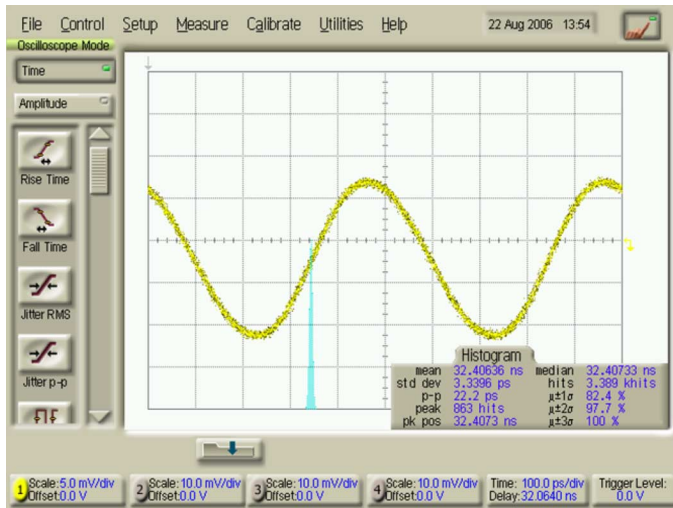 File Control Setup Measure Calibrate Utilities Help 22 Aug 2006 13:54
Oscilloscope Mode
Time
Amplitude
Rise Time
Fall Time
Jitter RMS
Jitter p-p
Histogram
mean 32.40636 ns median 32.40733 ns
std dev 3.3396 ps hits 3.389 khits
p-p 22.2 ps µ±1σ 82.4 %
peak 863 hits µ±2σ 97.7 %
pk pos 32.4073 ns µ±3σ 100 %
1 Scale:5.0 mV/div 2 Scale: 10.0 mV/div 3 Scale: 10.0 mV/div 4 Scale: 10.0 mV/div Time: 100.0 ps/div Trigger Level:
Offset:0.0 V Offset:0.0 V Offset:0.0 V Offset:0.0 V Delay:32.0640 ns 0.0 V